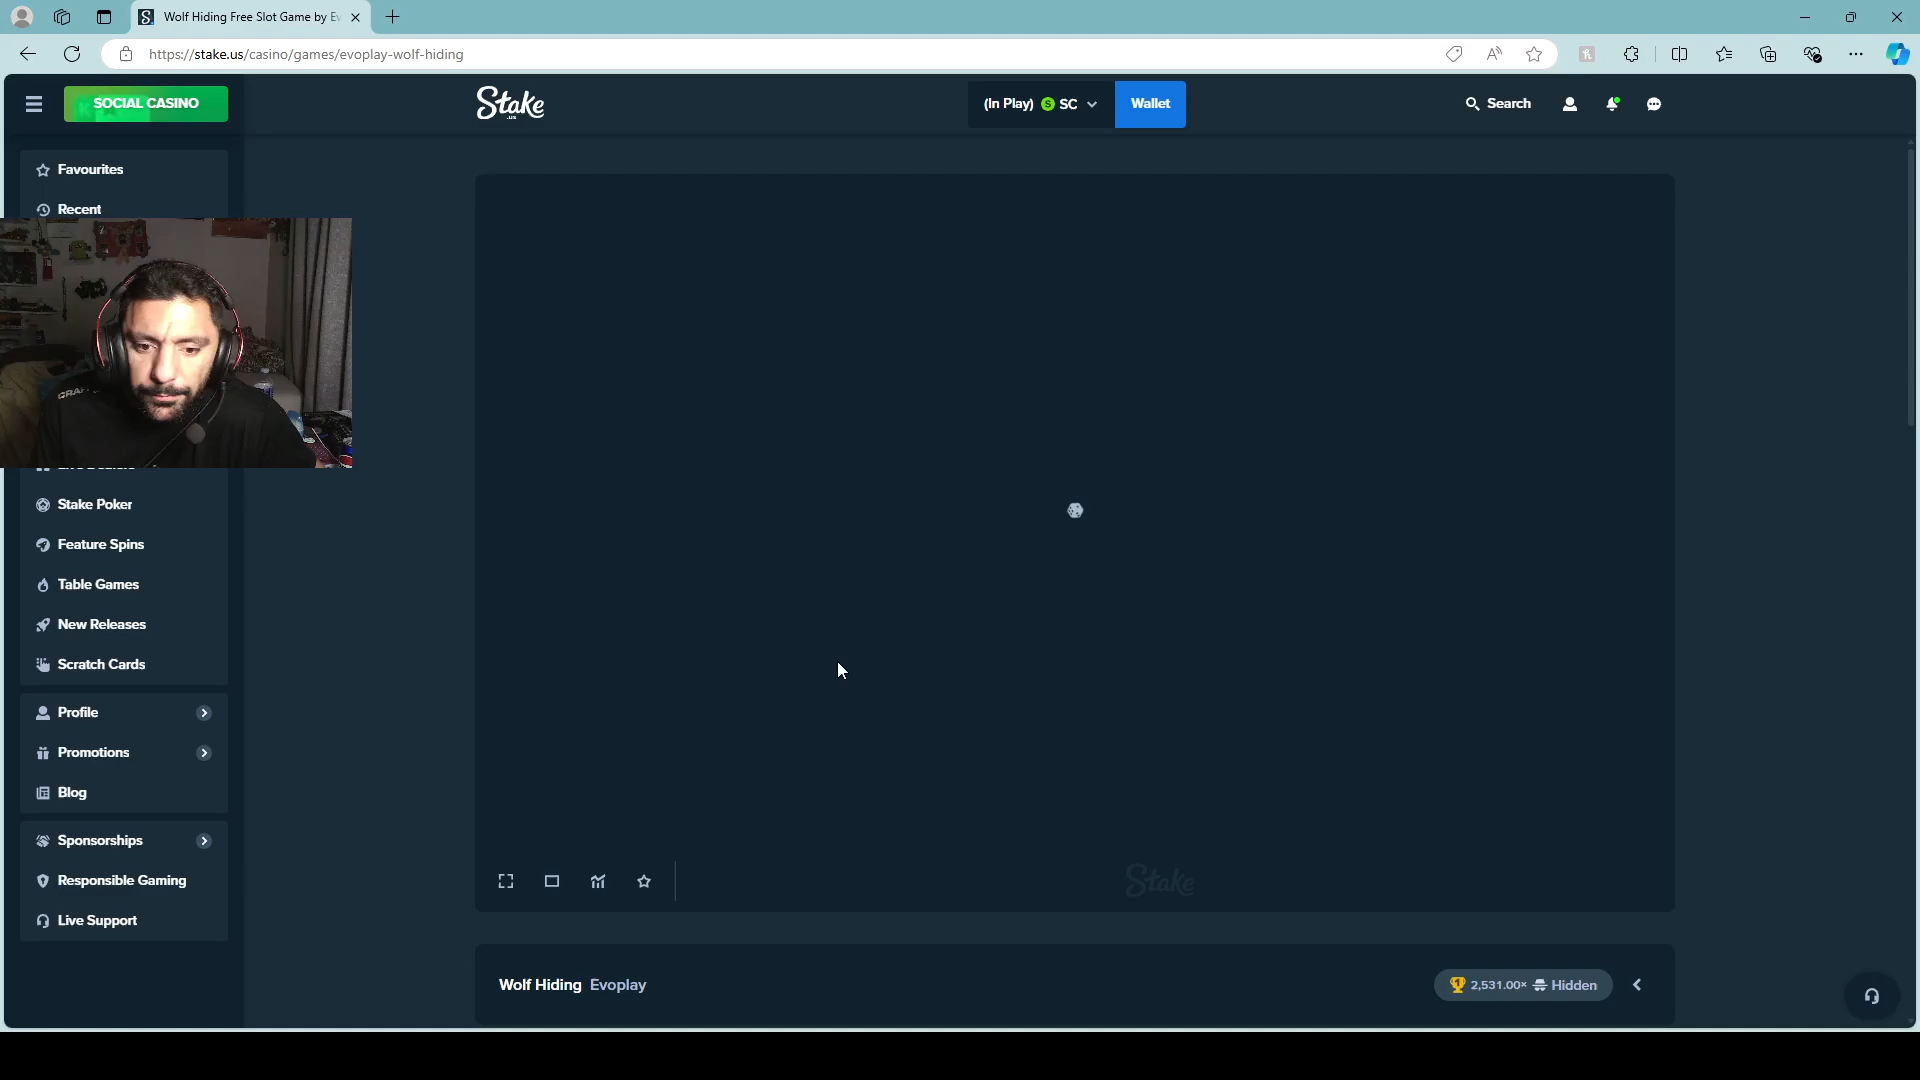 Wolf Hiding Free Slot Game by Ev
https://stake.us/casino/games/evoplay-wolf-hiding
SOCIAL CASINO
Stake
.us
(In Play) S SC
Wallet
Search
Favourites
Recent
Stake Poker
Feature Spins
Table Games
New Releases
Scratch Cards
Profile
Promotions
Blog
Sponsorships
Responsible Gaming
Live Support
Stake
Wolf Hiding Evoplay
2,531.00× Hidden